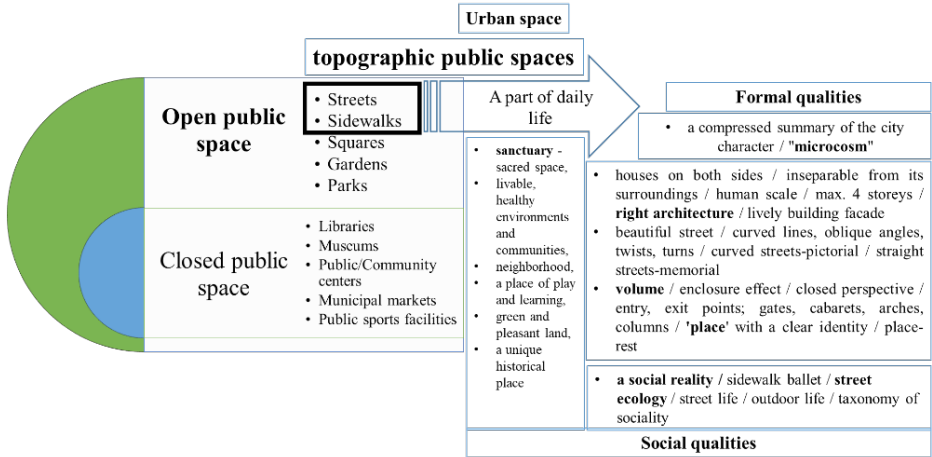 Urban space
topographic public spaces
Open public
space
• Streets
• Sidewalks
• Squares
• Gardens
• Parks
Closed public
space
• Libraries
• Muscums
• Public/Community
centers
• Municipal markets
• Public sports facilities
A part of daily
life
• sanctuary -
sacred space,
• livable,
healthy
environments
and
communities,
• neighborhood,
• a place of play
and learning,
• green and
pleasant land,
• a unique
historical
place
Formal qualities
• a compressed summary of the city
character / "microcosm"
• houses on both sides / inseparable from its
surroundings / human scale / max. 4 storeys /
right architecture / lively building facade
• beautiful street / curved lines, oblique angles,
twists, turns / curved streets-pictorial / straight
streets-memorial
• volume / enclosure effect / closed perspective /
entry, exit points; gates, cabarets, arches,
columns / 'place' with a clear identity / place-
rest
• a social reality / sidewalk ballet / street
ecology / street life / outdoor life / taxonomy of
sociality
Social qualities